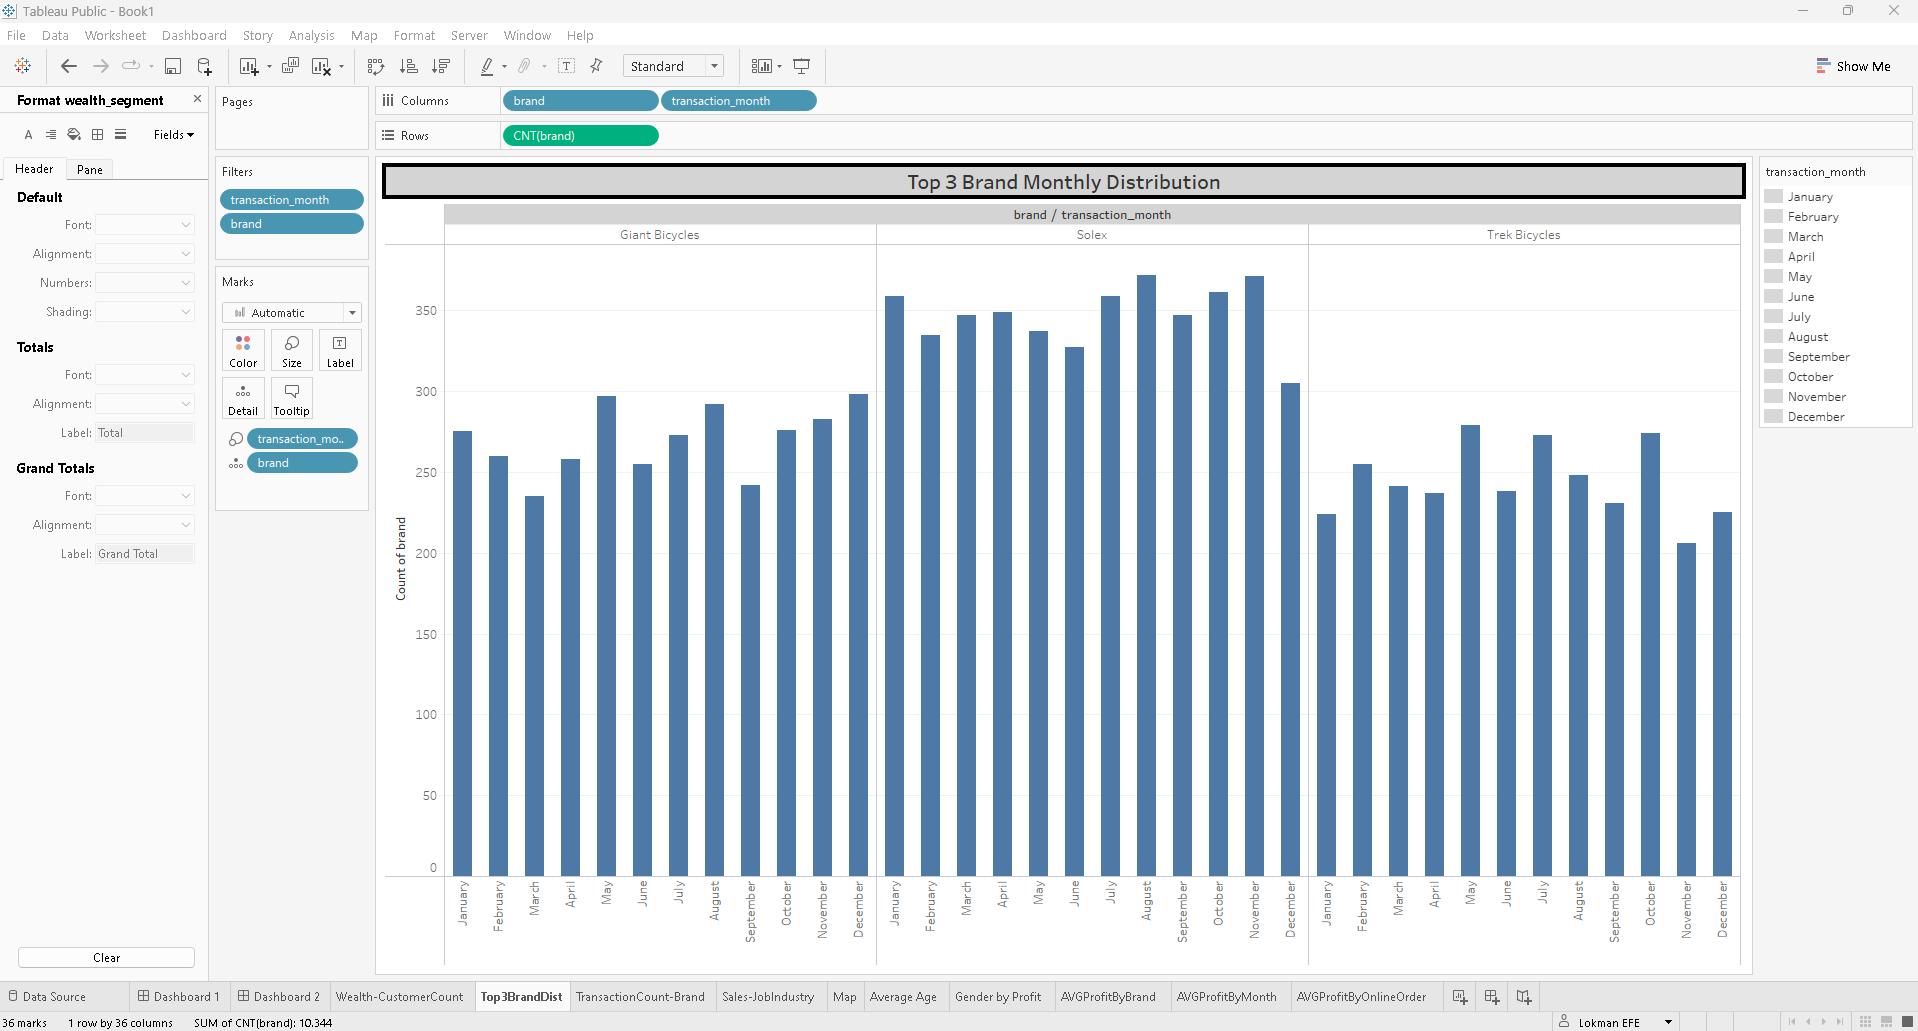 Tableau Public - Book1
File Data Worksheet Dashboard Story Analysis Map Format Server Window Help
Standard
Show Me
Format wealth_segment
Fields
Header Pane
Default
Font:
Alignment:
Numbers:
Shading:
Totals
Font:
Alignment:
Label: Total
Grand Totals
Font:
Alignment:
Label: Grand Total
Clear
Pages
Filters
transaction_month
brand
Marks
Automatic
Color Size Label
Detail Tooltip
transaction_mo..
brand
Columns brand transaction_month
Rows CNT(brand)
Top 3 Brand Monthly Distribution
brand / transaction_month
Giant Bicycles Solex Trek Bicycles
Count of brand
350
300
250
200
150
100
50
0
January February March April May June July August September October November December
January February March April May June July August September October November December
January February March April May June July August September October November December
transaction_month
January
February
March
April
May
June
July
August
September
October
November
December
Data Source Dashboard 1 Dashboard 2 Wealth-CustomerCount Top3BrandDist TransactionCount-Brand Sales-JobIndustry Map Average Age Gender by Profit AVGProfitByBrand AVGProfitByMonth AVGProfitByOnlineOrder
36 marks 1 row by 36 columns SUM of CNT(brand): 10.344 Lokman EFE